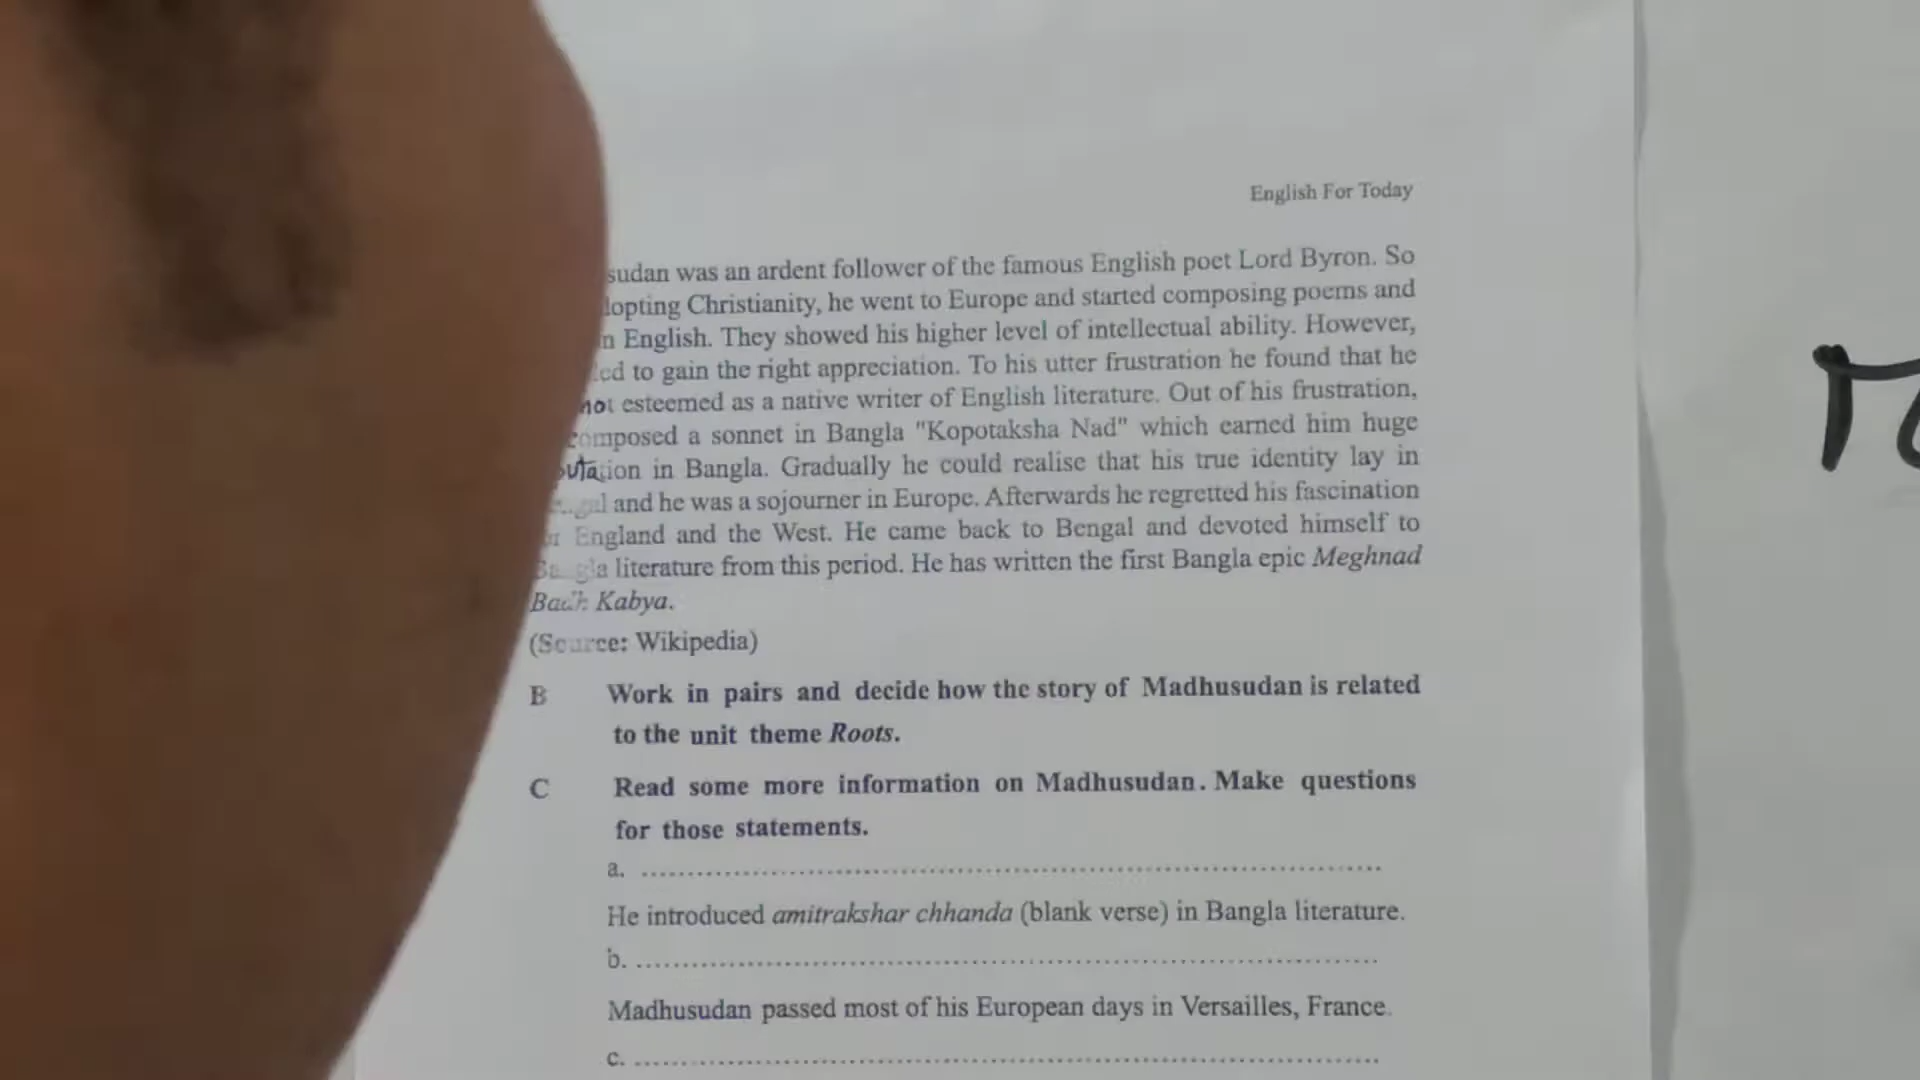 English For Today
sudan was an ardent follower of the famous English poet Lord Byron. So
lopting Christianity, he went to Europe and started composing poems and
n English. They showed his higher level of intellectual ability. However,
ed to gain the right appreciation. To his utter frustration he found that he
not esteemed as a native writer of English literature. Out of his frustration,
composed a sonnet in Bangla "Kopotaksha Nad" which earned him huge
utation in Bangla. Gradually he could realise that his true identity lay in
and he was a sojourner in Europe. Afterwards he regretted his fascination
England and the West. He came back to Bengal and devoted himself to
Bangla literature from this period. He has written the first Bangla epic Meghnad
Kabya.
(Source: Wikipedia)
B Work in pairs and decide how the story of Madhusudan is related
to the unit theme Roots.
C Read some more information on Madhusudan. Make questions
for those statements.
a. ..........................................................................
He introduced amitrakshar chhanda (blank verse) in Bangla literature.
b. ..........................................................................
Madhusudan passed most of his European days in Versailles, France.
c. ..........................................................................